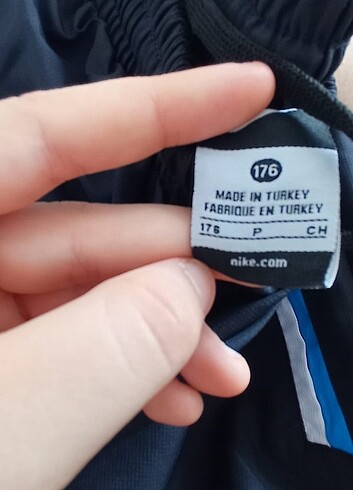 176
MADE IN TURKEY
FABRIQUE EN TURKEY
176 P CH
nike.com